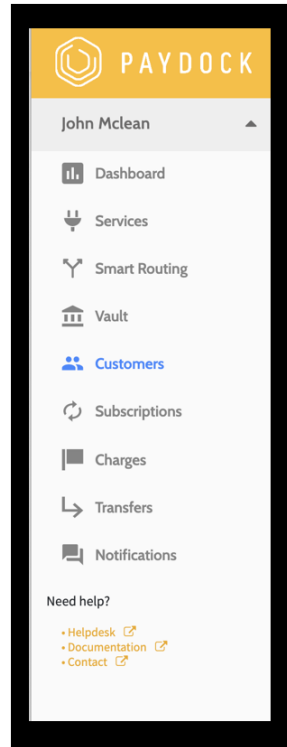 PAYDOCK
John Mclean
Dashboard
Services
Smart Routing
Vault
Customers
Subscriptions
Charges
Transfers
Notifications
Need help?
• Helpdesk
• Documentation
• Contact